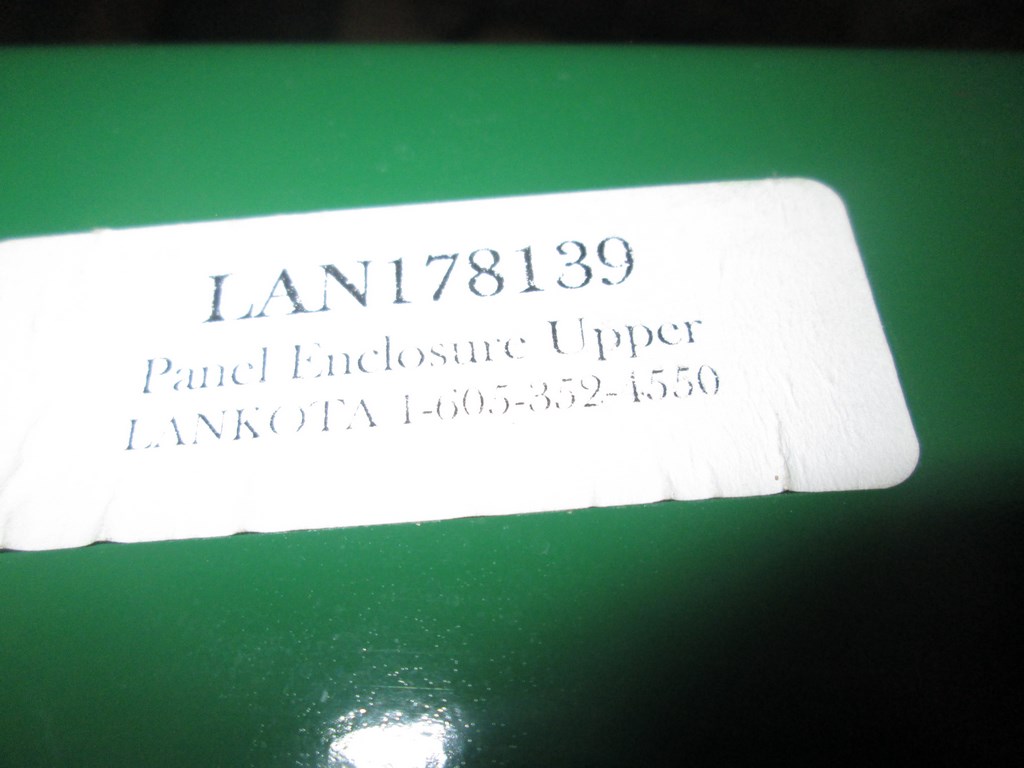 LAN178139
Panel Enclosure Upper
LANKOTA 1-605-352-4550